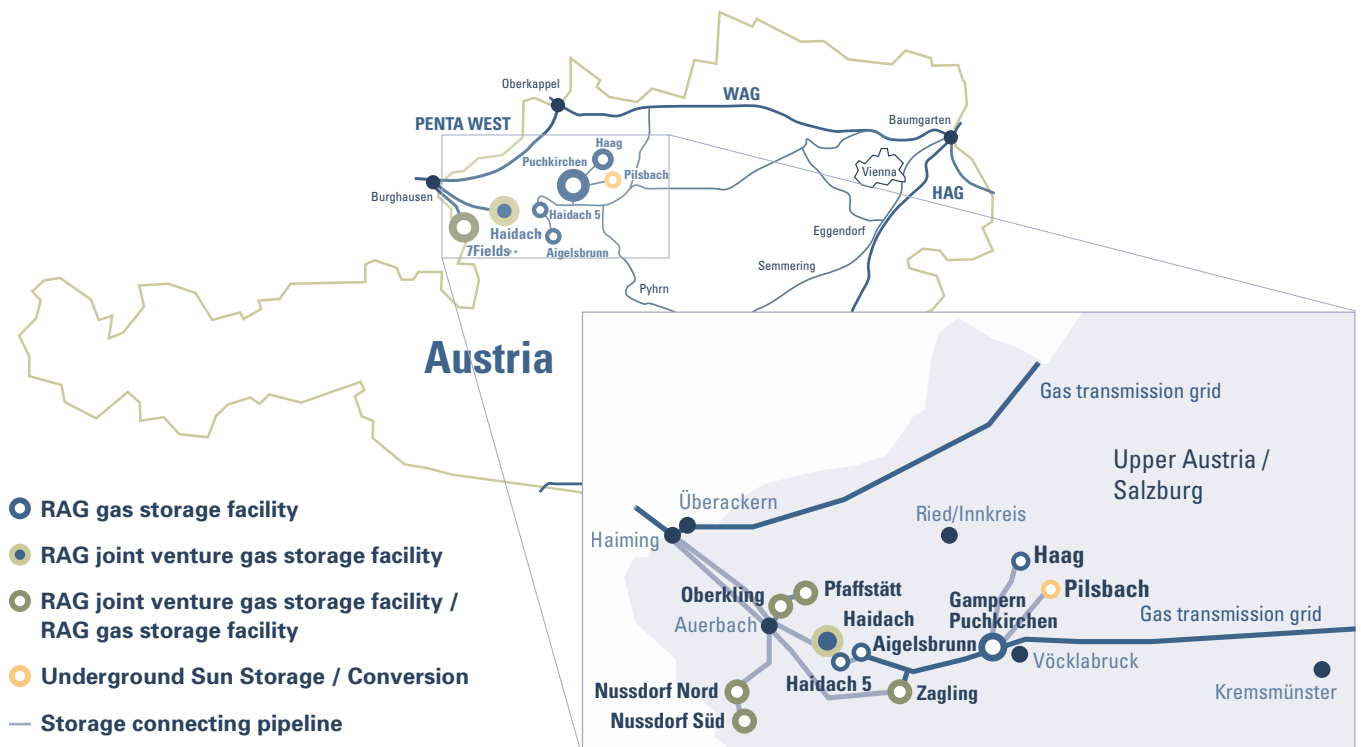 Oberkappel
WAG
PENTA WEST
Baumgarten
Haag
Puchkirchen
Pilsbach
Vienna
Burghausen
HAG
Haidach 5
Haidach*
Eggendorf
7Fields**
Aigelsbrunn
Semmering
Pyhrn
Austria
Gas transmission grid
Upper Austria /
Salzburg
Überackern
Ried/Innkreis
Haiming
Haag
Oberkling
Pfaffstätt
Pilsbach
Gampern
Puchkirchen
Gas transmission grid
Auerbach
Haidach
Aigelsbrunn
Vöcklabruck
Haidach 5
Kremsmünster
Nussdorf Nord
Zagling
Nussdorf Süd
RAG gas storage facility
RAG joint venture gas storage facility
RAG joint venture gas storage facility /
RAG gas storage facility
Underground Sun Storage / Conversion
Storage connecting pipeline